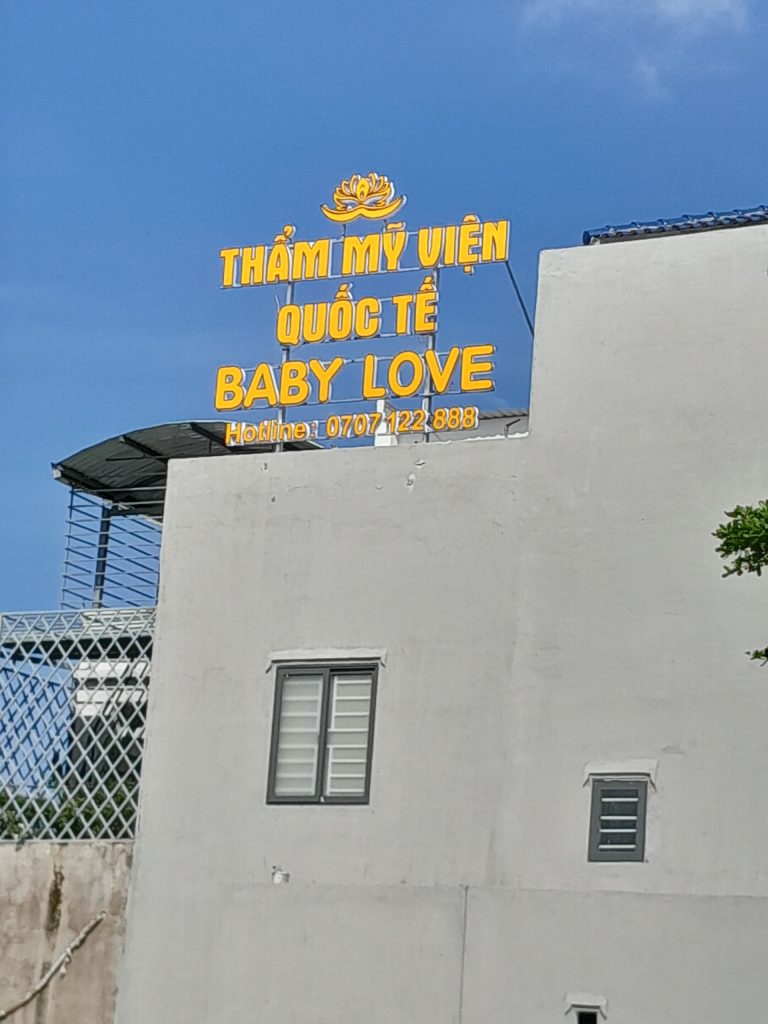 THẨM MỸ VIỆN
QUỐC TẾ
BABY LOVE
Hotline: 0707 122 888